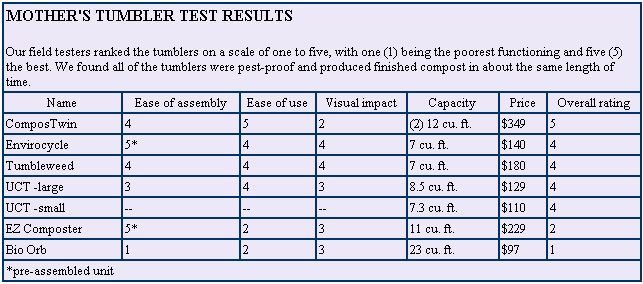 MOTHER'S TUMBLER TEST RESULTS
Our field testers ranked the tumblers on a scale of one to five, with one (1) being the poorest functioning and five (5)
the best. We found all of the tumblers were pest-proof and produced finished compost in about the same length of
time.
Name Ease of assembly Ease of use Visual impact Capacity Price Overall rating
ComposTwin 4 5 2 (2) 12 cu. ft. $349 5
Envirocycle 5* 4 4 7 cu. ft. $140 4
Tumbleweed 4 4 4 7 cu. ft. $180 4
UCT -large 3 4 3 8.5 cu. ft. $129 4
UCT -small -- -- -- 7.3 cu. ft. $110 4
EZ Composter 5* 2 3 11 cu. ft. $229 2
Bio Orb 1 2 3 23 cu. ft. $97 1
*pre-assembled unit